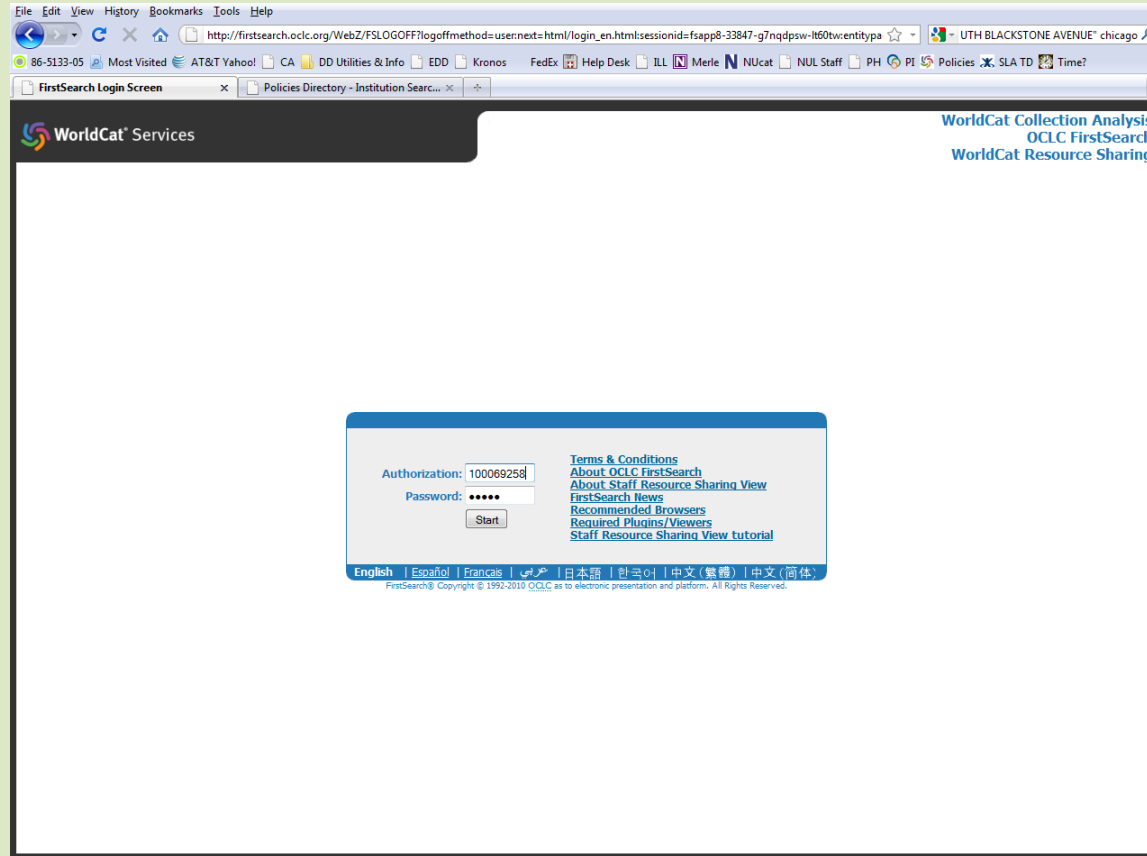 File Edit View History Bookmarks Tools Help
http://firstsearch.oclc.org/WebZ/FSLOGOFF?logoffmethod=user:next=html/login_en.html:sessionid=fsapp8-33847-g7nqdpsw-lt60tw:entitypa UTH BLACKSTONE AVENUE" chicago
86-5133-05 Most Visited AT&T Yahoo! CA DD Utilities & Info EDD Kronos FedEx Help Desk ILL Merle NUcat NUL Staff PH PI Policies SLA TD Time?
FirstSearch Login Screen Policies Directory - Institution Searc...
WorldCat® Services
WorldCat Collection Analysis
OCLC FirstSearch
WorldCat Resource Sharing
Authorization: 100069258
Password: •••••
Start
Terms & Conditions
About OCLC FirstSearch
About Staff Resource Sharing View
FirstSearch News
Recommended Browsers
Required Plugins/Viewers
Staff Resource Sharing View tutorial
English | Español | Français | عربي | 日本語 | 한국어 | 中文(繁體) | 中文(简体)
FirstSearch® Copyright © 1992-2010 OCLC as to electronic presentation and platform. All Rights Reserved.